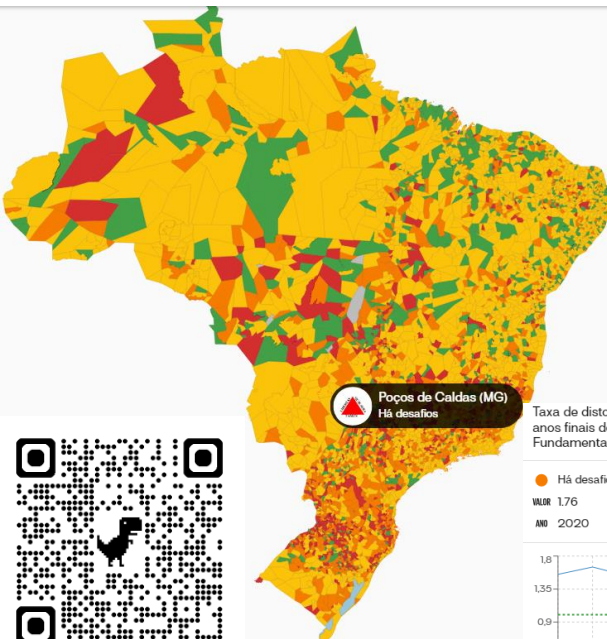 Poços de Caldas (MG)
Há desafios
Taxa de disto
anos finais de
Fundamenta
Há desafi
VALOR 1.76
ANO 2020
1,8
1,35
0,9